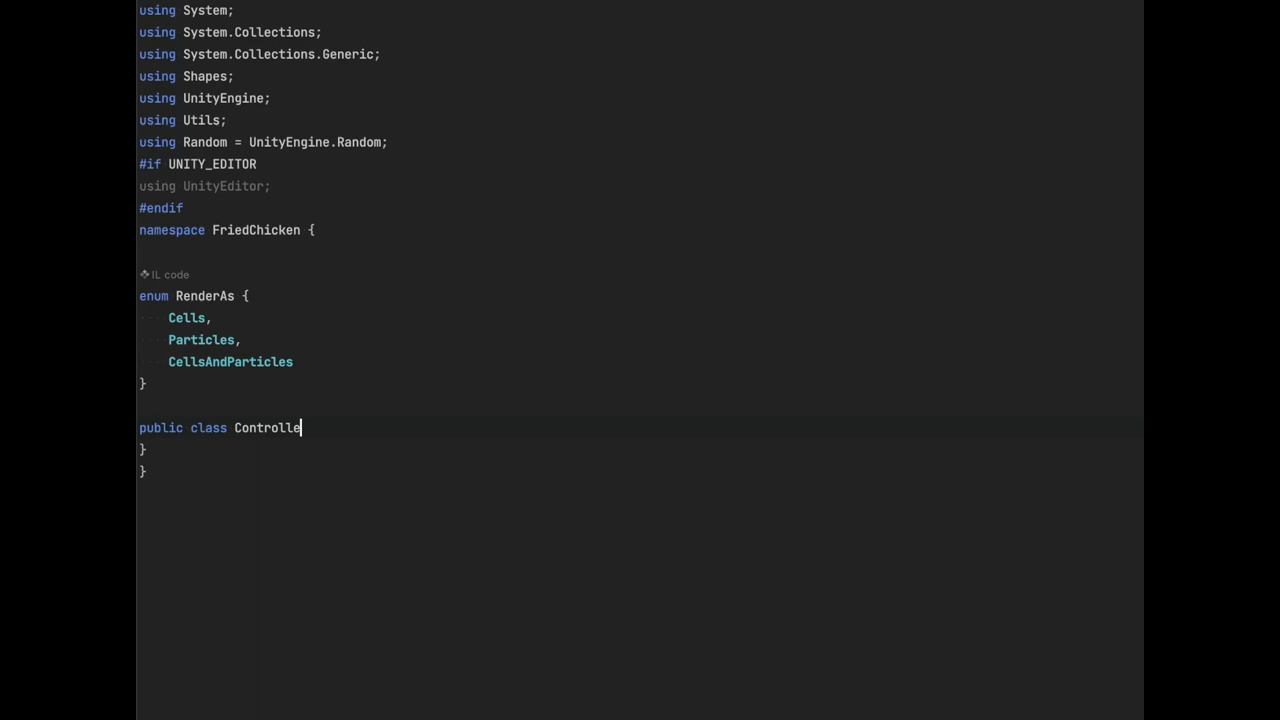 using System;
using System.Collections;
using System.Collections.Generic;
using Shapes;
using UnityEngine;
using Utils;
using Random = UnityEngine.Random;
#if UNITY_EDITOR
using UnityEditor;
#endif
namespace FriedChicken {
IL code
enum RenderAs {
Cells,
Particles,
CellsAndParticles
}
public class Controlle
}
}